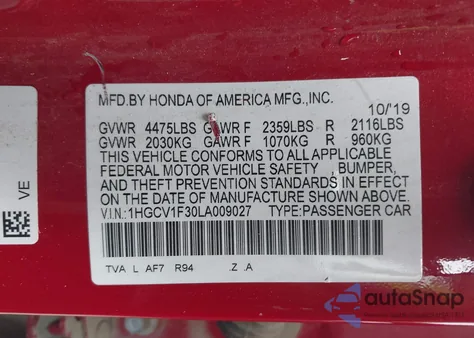 MFD.BY HONDA OF AMERICA MFG.,INC.
10/19
GVWR 4475LBS GAWR F 2359LBS R 2116LBS
GVWR 2030KG GAWR F 1070KG R 960KG
THIS VEHICLE CONFORMS TO ALL APPLICABLE
FEDERAL MOTOR VEHICLE SAFETY , BUMPER,
AND THEFT PREVENTION STANDARDS IN EFFECT
ON THE DATE OF MANUFACTURE SHOWN ABOVE.
V.I.N:1HGCV1F30LA009027 TYPE:PASSENGER CAR
TVA L AF7 R94 .Z .A
VE
autoSnap